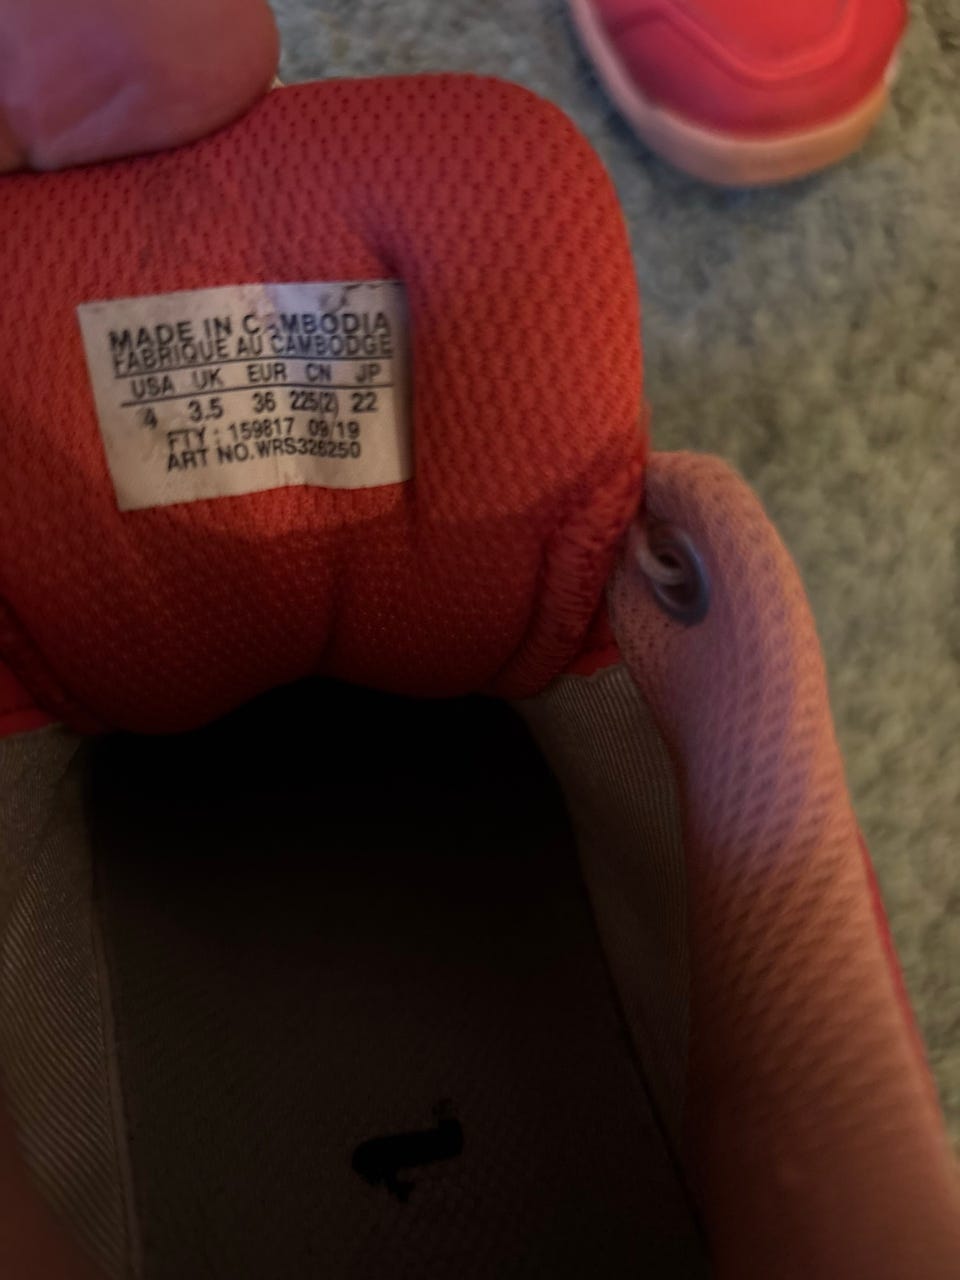 MADE IN CAMBODIA
FABRIQUE AU CAMBODGE
USA UK EUR CN JP
4 3.5 36 225(2) 22
FTY : 159817 09/19
ART NO.WRS326250